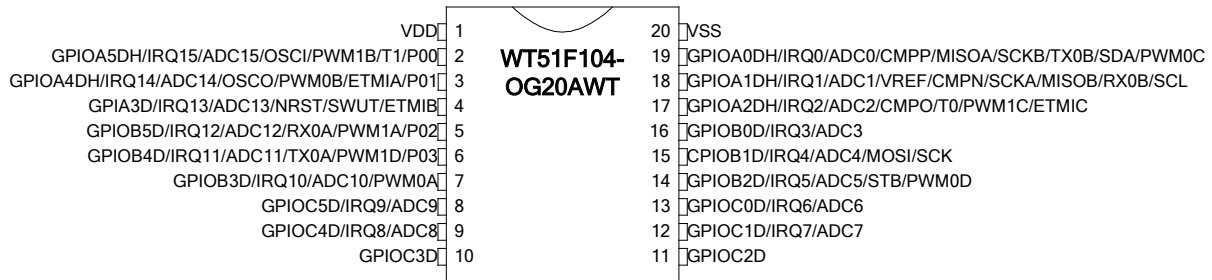 VDD 1 20 VSS
GPIOA5DH/IRQ15/ADC15/OSCI/PWM1B/T1/P00 2 WT51F104- 19 GPIOA0DH/IRQ0/ADC0/CMPP/MISOA/SCKB/TX0B/SDA/PWM0C
GPIOA4DH/IRQ14/ADC14/OSCO/PWM0B/ETMIA/P01 3 OG20AWT 18 GPIOA1DH/IRQ1/ADC1/VREF/CMPN/SCKA/MISOB/RX0B/SCL
GPIA3D/IRQ13/ADC13/NRST/SWUT/ETMIB 4 17 GPIOA2DH/IRQ2/ADC2/CMPO/T0/PWM1C/ETMIC
GPIOB5D/IRQ12/ADC12/RX0A/PWM1A/P02 5 16 GPIOB0D/IRQ3/ADC3
GPIOB4D/IRQ11/ADC11/TX0A/PWM1D/P03 6 15 CPIOB1D/IRQ4/ADC4/MOSI/SCK
GPIOB3D/IRQ10/ADC10/PWM0A 7 14 GPIOB2D/IRQ5/ADC5/STB/PWM0D
GPIOC5D/IRQ9/ADC9 8 13 GPIOC0D/IRQ6/ADC6
GPIOC4D/IRQ8/ADC8 9 12 GPIOC1D/IRQ7/ADC7
GPIOC3D 10 11 GPIOC2D